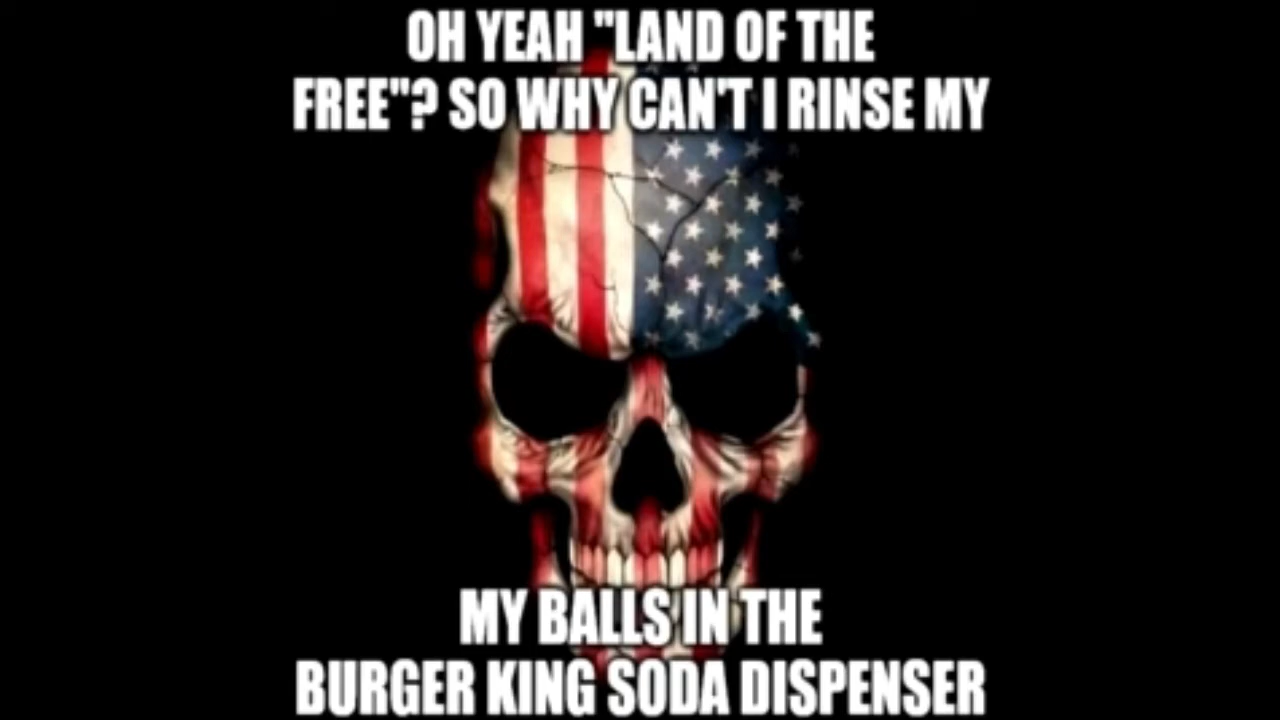 OH YEAH "LAND OF THE
FREE"? SO WHY CAN'T I RINSE MY
MY BALLS IN THE
BURGER KING SODA DISPENSER